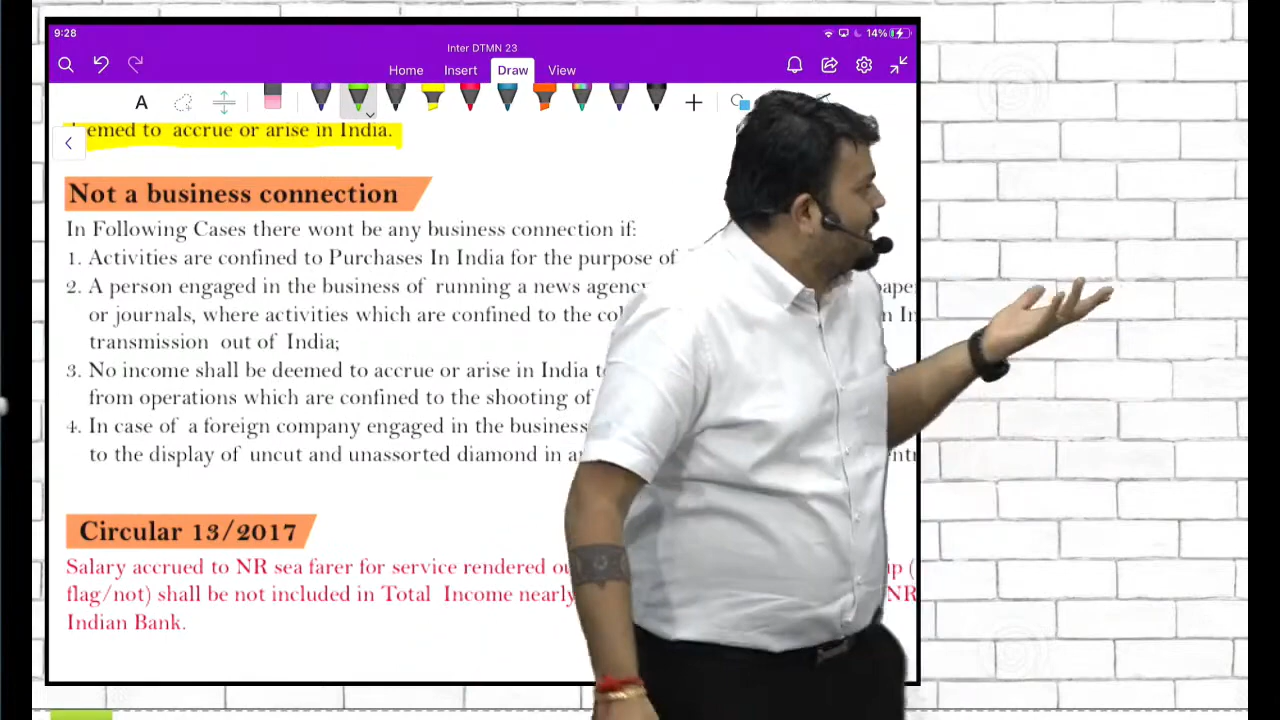 9:28
14%
Inter DTMN 23
Home Insert Draw View
A
deemed to accrue or arise in India.
Not a business connection
In Following Cases there wont be any business connection if:
1. Activities are confined to Purchases In India for the purpose of
2. A person engaged in the business of running a news agency
or journals, where activities which are confined to the
transmission out of India;
3. No income shall be deemed to accrue or arise in India
from operations which are confined to the shooting of
4. In case of a foreign company engaged in the business
to the display of uncut and unassorted diamond in
Circular 13/2017
Salary accrued to NR sea farer for service rendered
flag/not) shall be not included in Total Income nearly NR
Indian Bank.